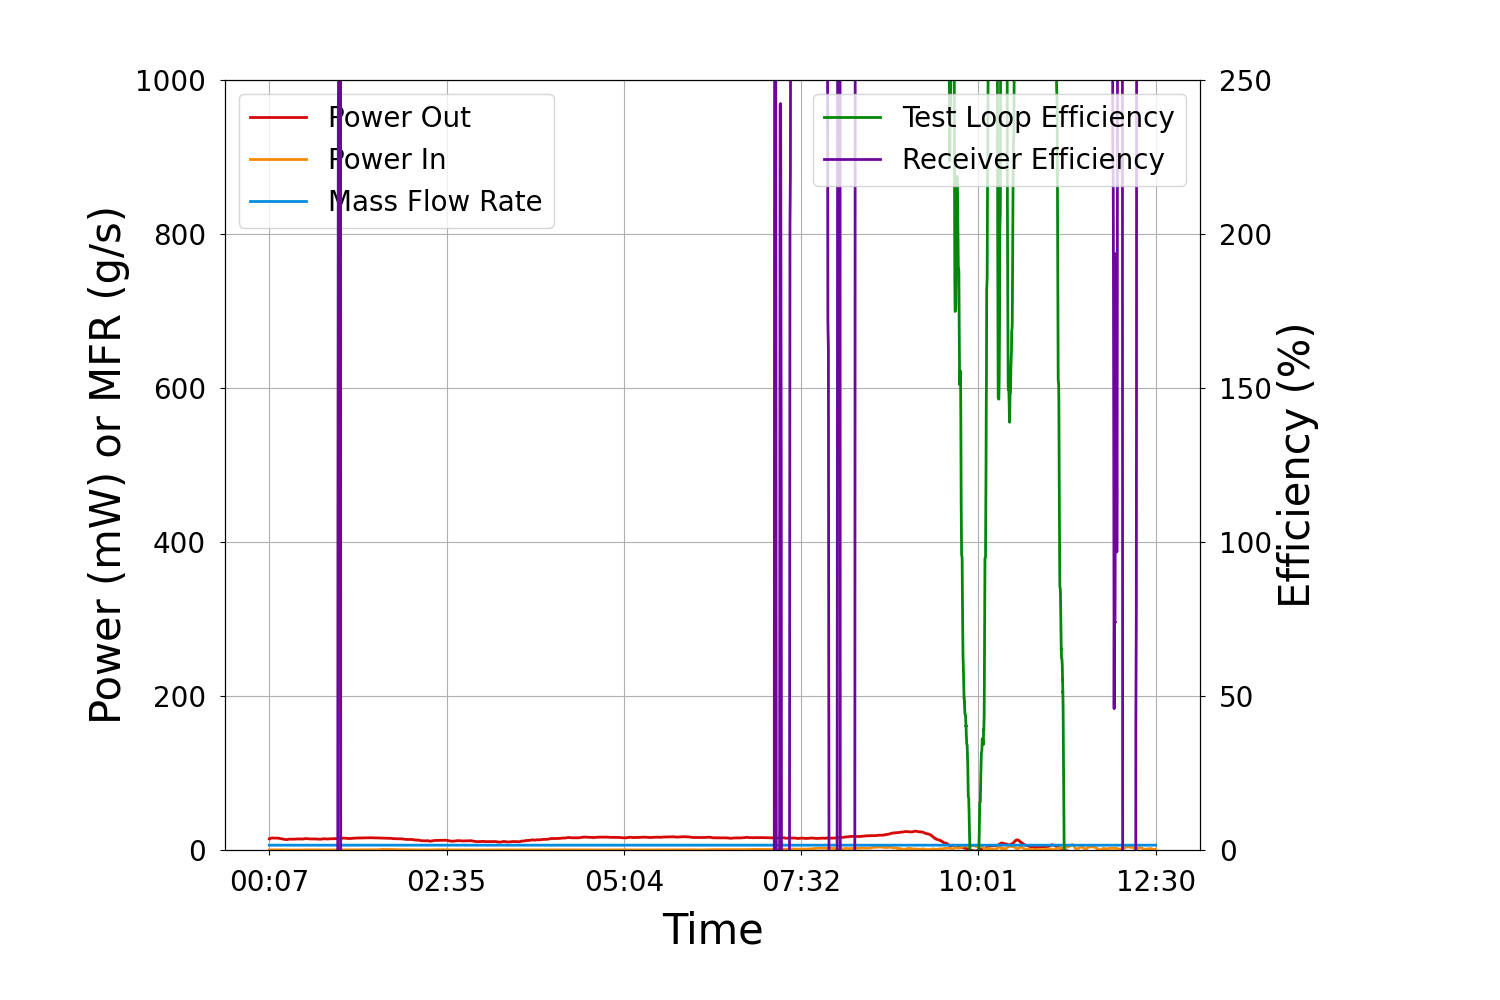 1000
800
600
400
200
0
Power (mW) or MFR (g/s)
Power Out
Power In
Mass Flow Rate
Test Loop Efficiency
Receiver Efficiency
250
200
150
100
50
0
Efficiency (%)
00:07 02:35 05:04 07:32 10:01 12:30
Time